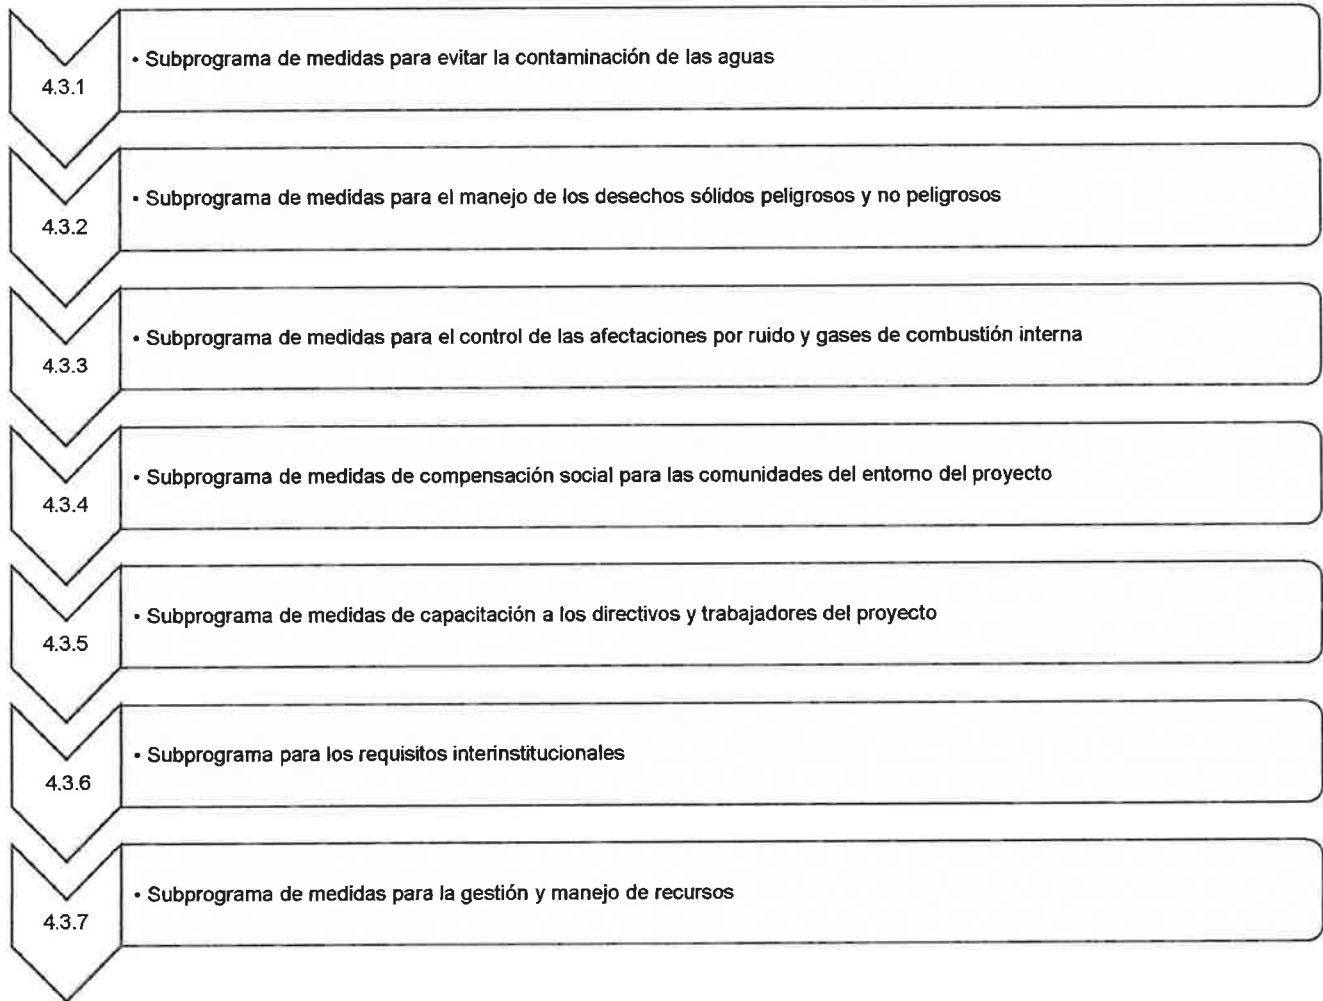 4.3.1
• Subprograma de medidas para evitar la contaminación de las aguas
4.3.2
• Subprograma de medidas para el manejo de los desechos sólidos peligrosos y no peligrosos
4.3.3
• Subprograma de medidas para el control de las afectaciones por ruido y gases de combustión interna
4.3.4
• Subprograma de medidas de compensación social para las comunidades del entorno del proyecto
4.3.5
• Subprograma de medidas de capacitación a los directivos y trabajadores del proyecto
4.3.6
• Subprograma para los requisitos interinstitucionales
4.3.7
• Subprograma de medidas para la gestión y manejo de recursos